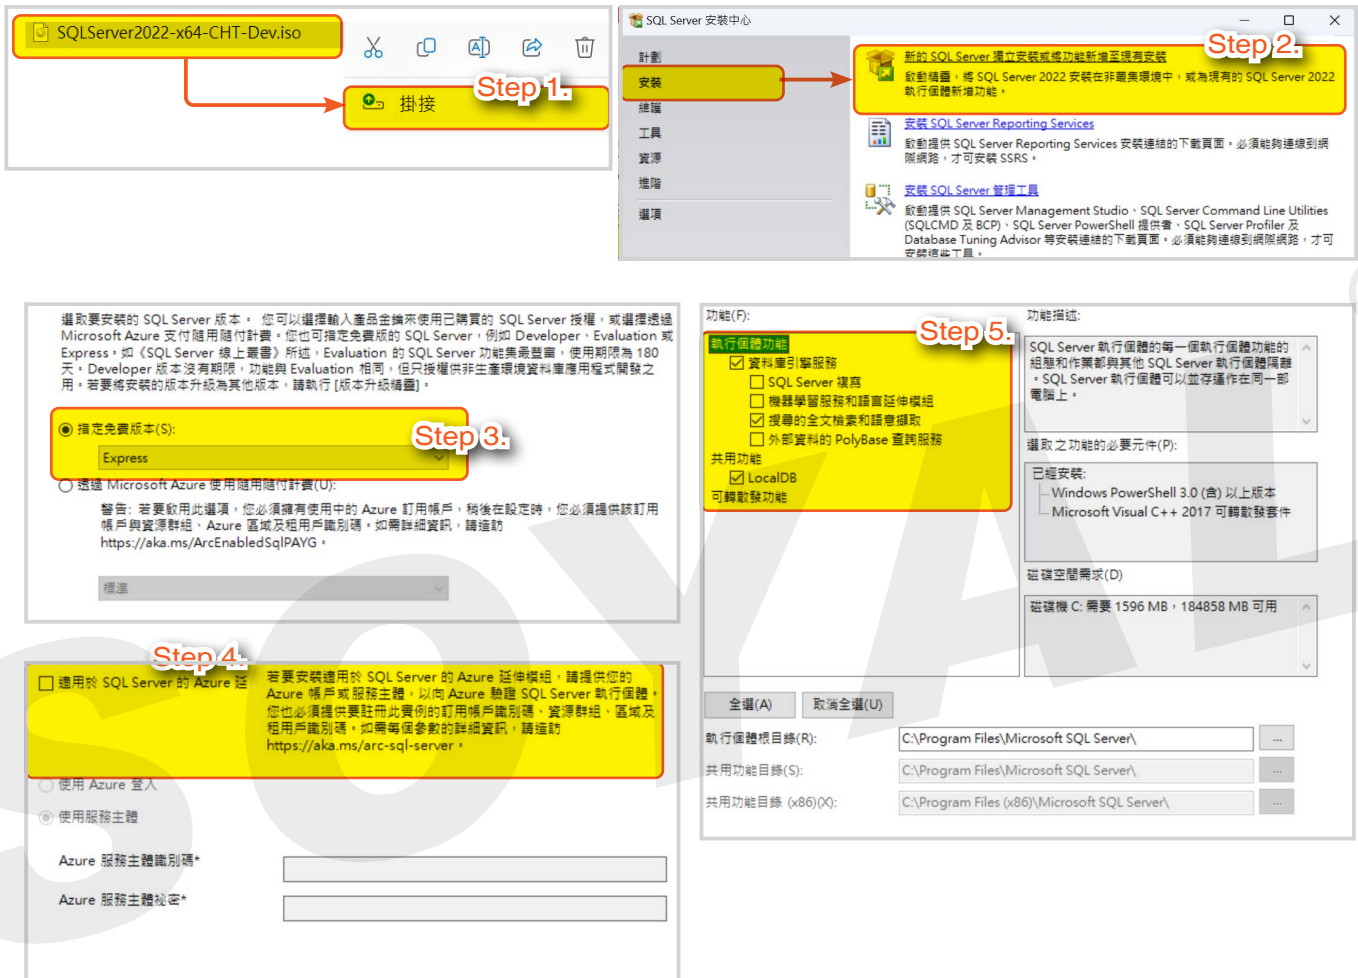 SQLServer2022-x64-CHT-Dev.iso
Step 1.
掛接
SQL Server 安裝中心
Step 2.
計劃
安裝
維護
工具
資源
進階
選項
新的 SQL Server 獨立安裝或將功能新增至現有安裝
啟動精靈，將 SQL Server 2022 安裝在非叢集環境中，或為現有的 SQL Server 2022
執行個體新增功能。
安裝 SQL Server Reporting Services
啟動提供 SQL Server Reporting Services 安裝連結的下載頁面。必須能夠連線到網
際網路，才可安裝 SSRS。
安裝 SQL Server 管理工具
啟動提供 SQL Server Management Studio、SQL Server Command Line Utilities
(SQLCMD 及 BCP)、SQL Server PowerShell 提供者、SQL Server Profiler 及
Database Tuning Advisor 等安裝連結的下載頁面。必須能夠連線到網際網路，才可
安裝這些工具。
選取要安裝的 SQL Server 版本。 您可以選擇輸入產品金鑰來使用已購買的 SQL Server 授權，或選擇透過
Microsoft Azure 支付隨用隨付計費。您也可指定免費版的 SQL Server，例如 Developer、Evaluation 或
Express。如《SQL Server 線上叢書》所述，Evaluation 的 SQL Server 功能集最豐富，使用期限為 180
天。Developer 版本沒有期限，功能與 Evaluation 相同，但只授權供非生產環境資料庫應用程式開發之
用。若要將安裝的版本升級為其他版本，請執行 [版本升級精靈]。
指定免費版本(S):
Step 3.
Express
透過 Microsoft Azure 使用隨用隨付計費(U):
警告: 若要啟用此選項，您必須擁有使用中的 Azure 訂用帳戶，稍後在設定時，您必須提供該訂用
帳戶與資源群組、Azure 區域及租用戶識別碼。如需詳細資訊，請造訪
https://aka.ms/ArcEnabledSqlPAYG。
標準
Step 4.
適用於 SQL Server 的 Azure 延
若要安裝適用於 SQL Server 的 Azure 延伸模組，請提供您的
Azure 帳戶或服務主體，以向 Azure 驗證 SQL Server 執行個體。
您也必須提供要註冊此實例的訂用帳戶識別碼、資源群組、區域及
租用戶識別碼。如需每個參數的詳細資訊，請造訪
https://aka.ms/arc-sql-server。
使用 Azure 登入
使用服務主體
Azure 服務主體識別碼*
Azure 服務主體祕密*
功能(F):
Step 5.
執行個體功能
資料庫引擎服務
SQL Server 複寫
機器學習服務和語言延伸模組
搜尋的全文檢索和語意擷取
外部資料的 PolyBase 查詢服務
共用功能
LocalDB
可轉散發功能
功能描述:
SQL Server 執行個體的每一個執行個體功能的
組態和作業都與其他 SQL Server 執行個體隔離
。SQL Server 執行個體可以並存運作在同一部
電腦上。
選取之功能的必要元件(P):
已經安裝:
Windows PowerShell 3.0 (含) 以上版本
Microsoft Visual C++ 2017 可轉散發套件
磁碟空間需求(D)
磁碟機 C: 需要 1596 MB，184858 MB 可用
全選(A)
取消全選(U)
執行個體根目錄(R):
C:\Program Files\Microsoft SQL Server\
...
共用功能目錄(S):
C:\Program Files\Microsoft SQL Server\
...
共用功能目錄 (x86)(X):
C:\Program Files (x86)\Microsoft SQL Server\
...
SOYAL